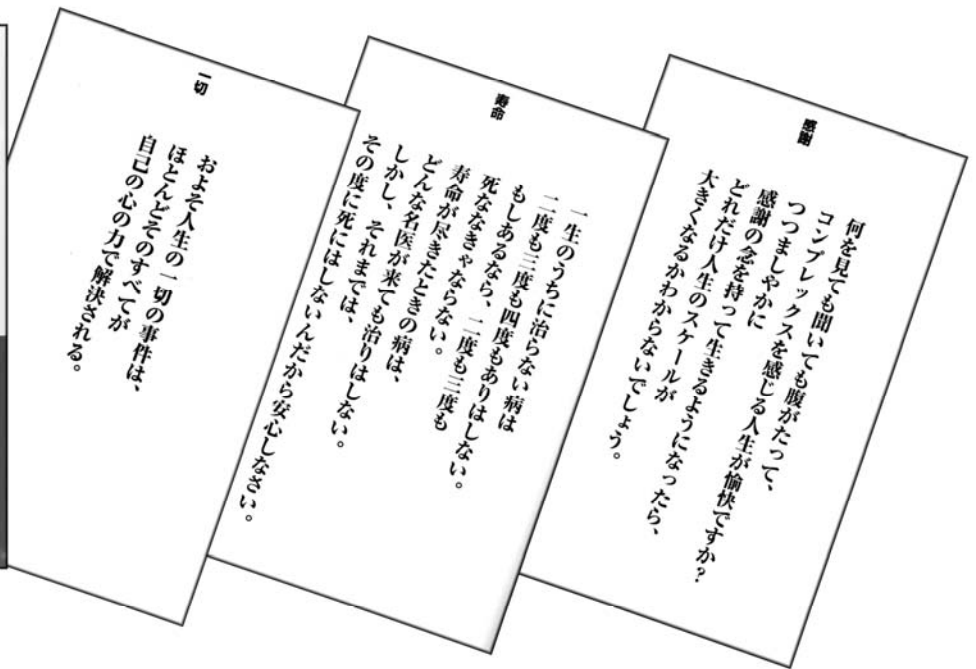 感謝
何を見ても聞いても腹がたって、
コンプレックスを感じる人生が愉快ですか？
つつましやかに
感謝の念を持って生きるようになったら、
どれだけ人生のスケールが
大きくなるかわからないでしょう。
寿命
一生のうちに治らない病は
二度も三度も四度もありはしない。
もしあるなら、二度も三度も
死ななきゃならない。
寿命が尽きたときの病は、
どんな名医が来ても治りはしない。
しかし、それまでは、
その度に死にはしないんだから安心しなさい。
一切
およそ人生の一切の事件は、
ほとんどそのすべてが
自己の心の力で解決される。